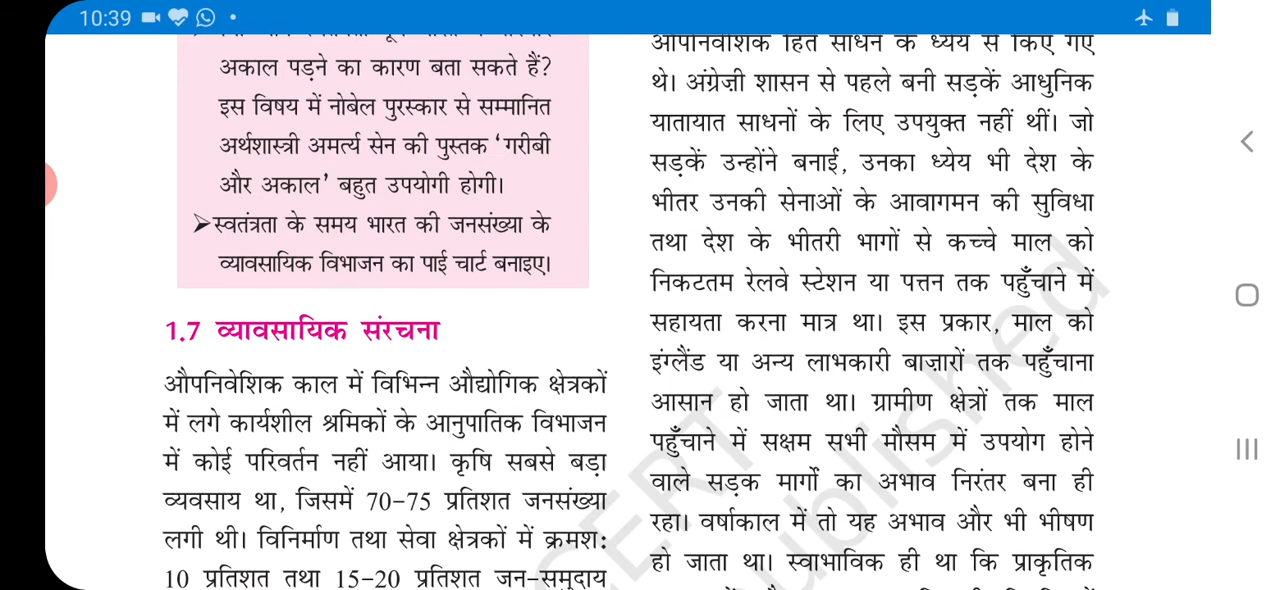 10:39
अकाल पड़ने का कारण बता सकते हैं?
इस विषय में नोबेल पुरस्कार से सम्मानित
अर्थशास्त्री अमर्त्य सेन की पुस्तक ‘गरीबी
और अकाल’ बहुत उपयोगी होगी।
➢स्वतंत्रता के समय भारत की जनसंख्या के
व्यावसायिक विभाजन का पाई चार्ट बनाइए।
1.7 व्यावसायिक संरचना
औपनिवेशिक काल में विभिन्न औद्योगिक क्षेत्रकों
में लगे कार्यशील श्रमिकों के आनुपातिक विभाजन
में कोई परिवर्तन नहीं आया। कृषि सबसे बड़ा
व्यवसाय था, जिसमें 70-75 प्रतिशत जनसंख्या
लगी थी। विनिर्माण तथा सेवा क्षेत्रकों में क्रमशः
10 प्रतिशत तथा 15-20 प्रतिशत जन-समुदाय
औपनिवेशिक हित साधन के ध्येय से किए गए
थे। अंग्रेजी शासन से पहले बनी सड़कें आधुनिक
यातायात साधनों के लिए उपयुक्त नहीं थीं। जो
सड़कें उन्होंने बनाईं, उनका ध्येय भी देश के
भीतर उनकी सेनाओं के आवागमन की सुविधा
तथा देश के भीतरी भागों से कच्चे माल को
निकटतम रेलवे स्टेशन या पत्तन तक पहुँचाने में
सहायता करना मात्र था। इस प्रकार, माल को
इंग्लैंड या अन्य लाभकारी बाज़ारों तक पहुँचाना
आसान हो जाता था। ग्रामीण क्षेत्रों तक माल
पहुँचाने में सक्षम सभी मौसम में उपयोग होने
वाले सड़क मार्गों का अभाव निरंतर बना ही
रहा। वर्षाकाल में तो यह अभाव और भी भीषण
हो जाता था। स्वाभाविक ही था कि प्राकृतिक